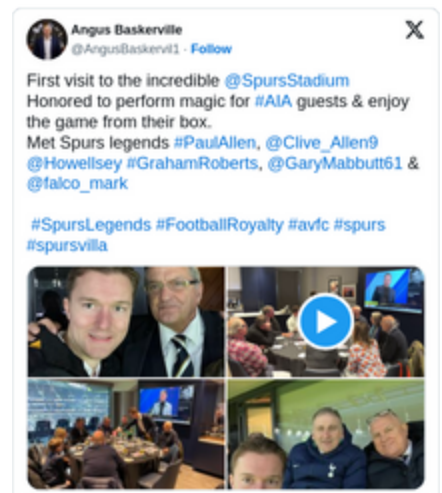 Angus Baskerville
@AngusBaskervil1 · Follow
First visit to the incredible @SpursStadium
Honored to perform magic for #AIA guests & enjoy
the game from their box.
Met Spurs legends #PaulAllen, @Clive_Allen9
@Howellsey #GrahamRoberts, @GaryMabbutt61 &
@falco_mark
#SpursLegends #FootballRoyalty #avfc #spurs
#spursvilla